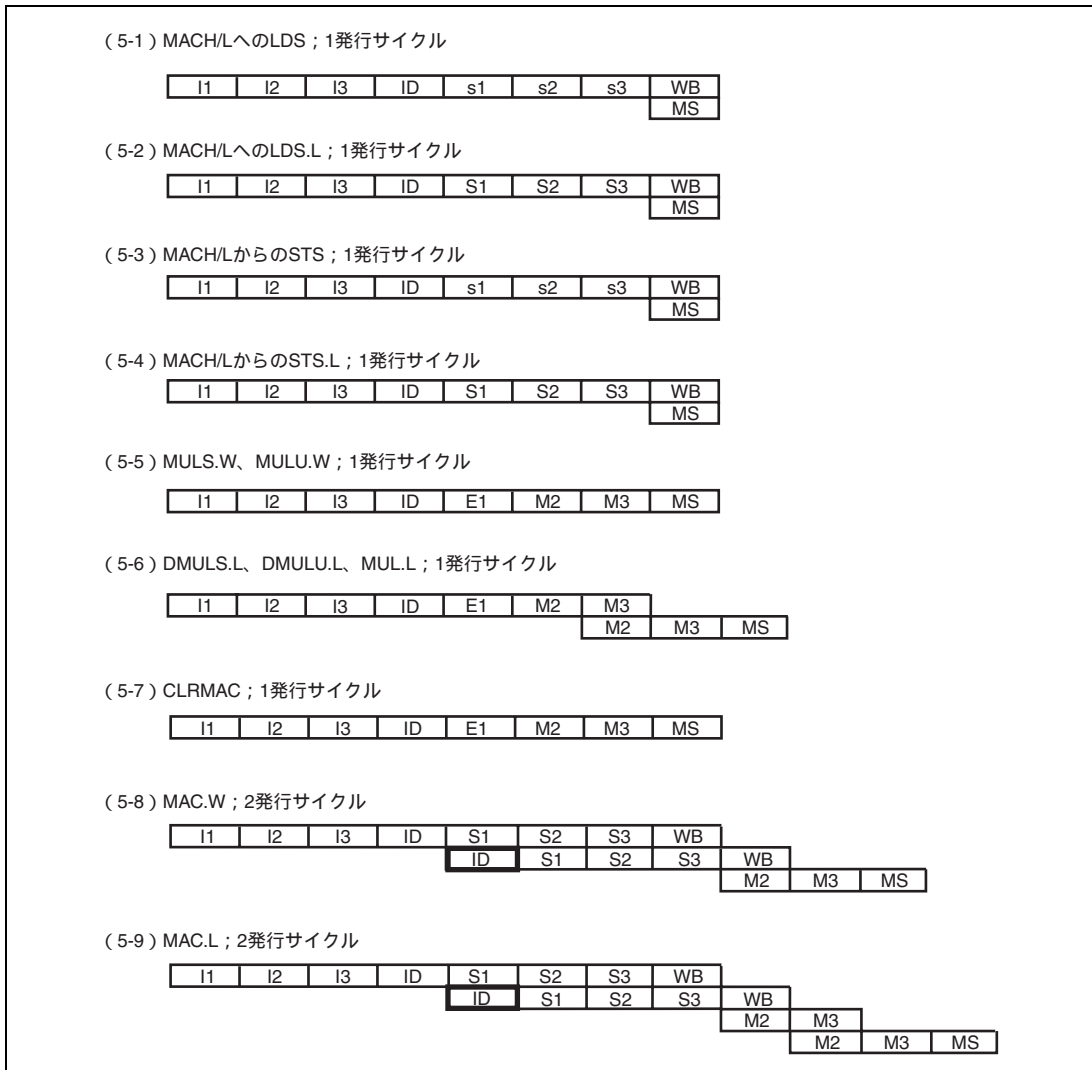 （5-1）MACH/LへのLDS；1発行サイクル
I1 I2 I3 ID s1 s2 s3 WB
MS
（5-2）MACH/LへのLDS.L；1発行サイクル
I1 I2 I3 ID S1 S2 S3 WB
MS
（5-3）MACH/LからのSTS；1発行サイクル
I1 I2 I3 ID s1 s2 s3 WB
MS
（5-4）MACH/LからのSTS.L；1発行サイクル
I1 I2 I3 ID S1 S2 S3 WB
MS
（5-5）MULS.W、MULU.W；1発行サイクル
I1 I2 I3 ID E1 M2 M3 MS
（5-6）DMULS.L、DMULU.L、MUL.L；1発行サイクル
I1 I2 I3 ID E1 M2 M3
M2 M3 MS
（5-7）CLRMAC；1発行サイクル
I1 I2 I3 ID E1 M2 M3 MS
（5-8）MAC.W；2発行サイクル
I1 I2 I3 ID S1 S2 S3 WB
ID S1 S2 S3 WB
M2 M3 MS
（5-9）MAC.L；2発行サイクル
I1 I2 I3 ID S1 S2 S3 WB
ID S1 S2 S3 WB
M2 M3
M2 M3 MS